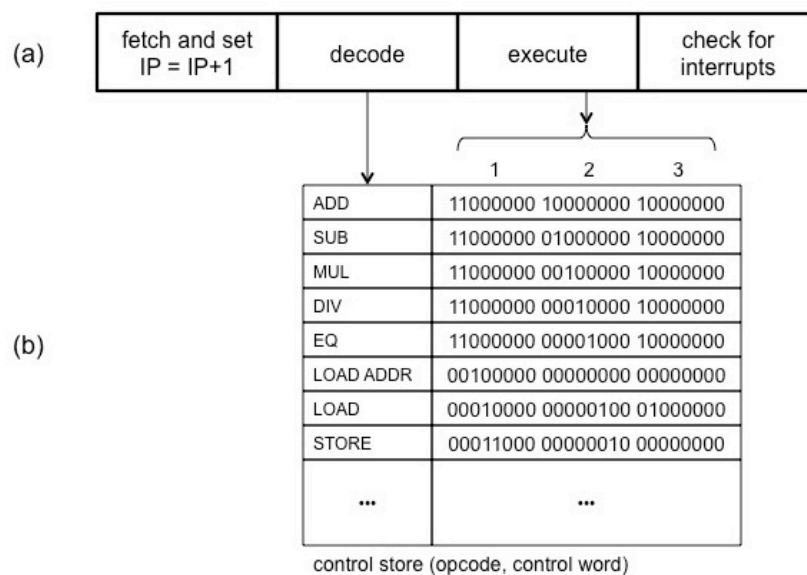 (a)
fetch and set
IP = IP+1
decode
execute
check for
interrupts
1 2 3
(b)
ADD 11000000 10000000 10000000
SUB 11000000 01000000 10000000
MUL 11000000 00100000 10000000
DIV 11000000 00010000 10000000
EQ 11000000 00001000 10000000
LOAD ADDR 00100000 00000000 00000000
LOAD 00010000 00000100 01000000
STORE 00011000 00000010 00000000
... ...
control store (opcode, control word)